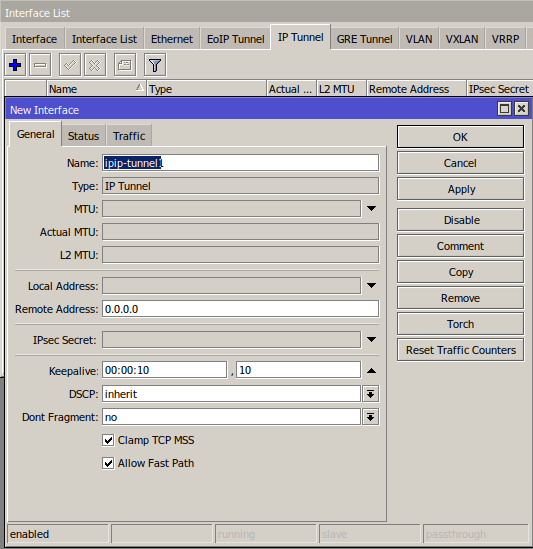 Interface List
Interface Interface List Ethernet EoIP Tunnel IP Tunnel GRE Tunnel VLAN VXLAN VRRP
Name Type Actual ... L2 MTU Remote Address IPsec Secret
New Interface
General Status Traffic
Name: ipip-tunnel1
Type: IP Tunnel
MTU:
Actual MTU:
L2 MTU:
Local Address:
Remote Address: 0.0.0.0
IPsec Secret:
Keepalive: 00:00:10 , 10
DSCP: inherit
Dont Fragment: no
Clamp TCP MSS
Allow Fast Path
OK
Cancel
Apply
Disable
Comment
Copy
Remove
Torch
Reset Traffic Counters
enabled running slave passthrough